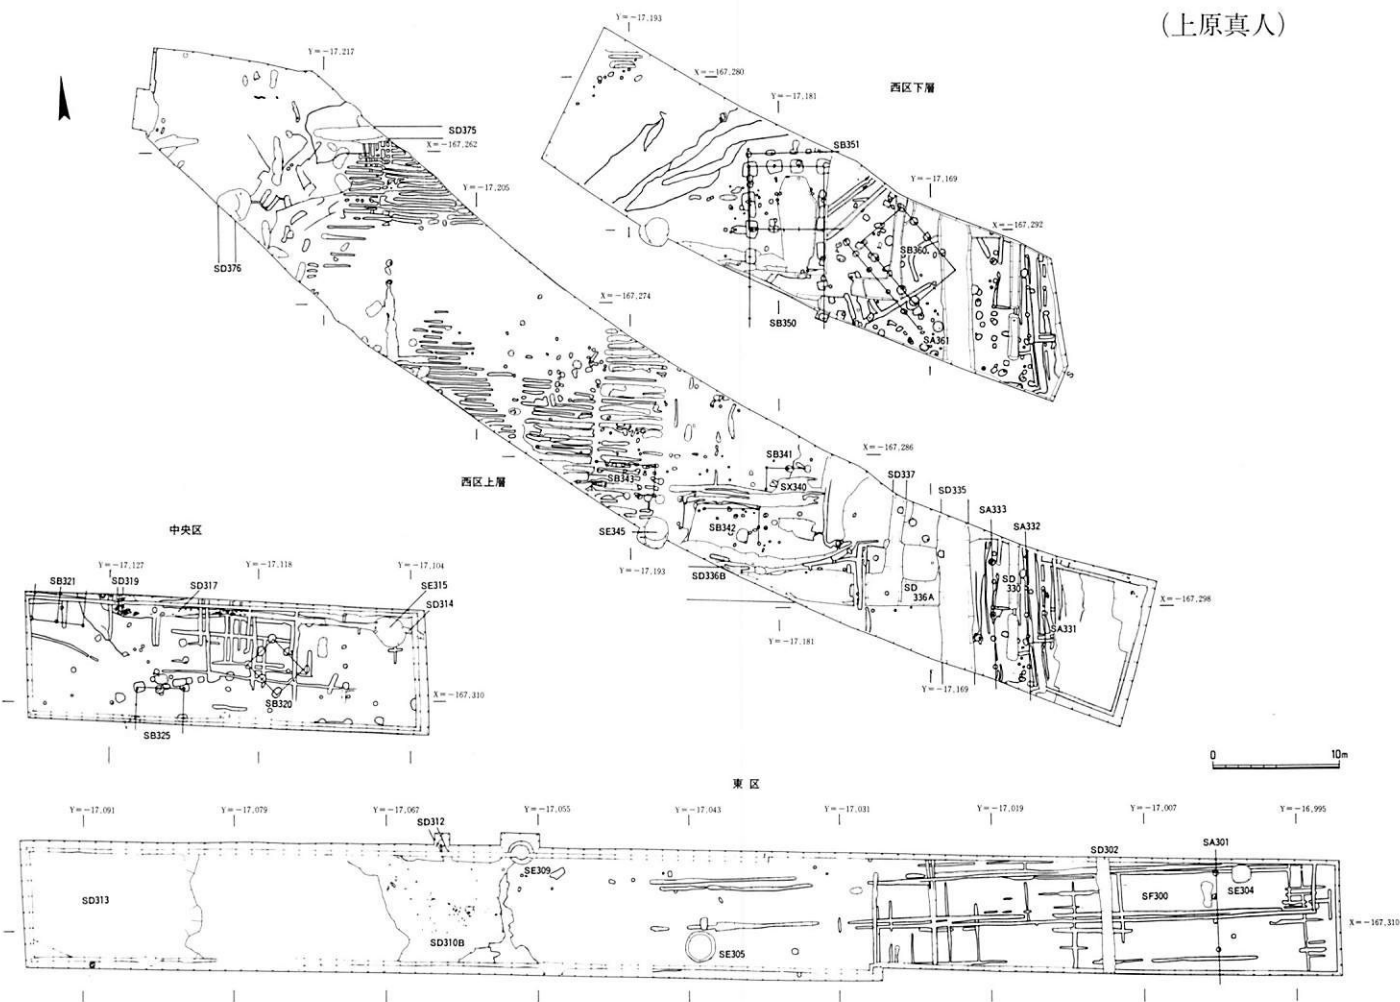 (上原真人)
Y=-17,193
X=-167,280
西区下層
Y=-17,181
SB351
Y=-17,169
X=-167,292
SB360
SB350
SA361
Y=-17,217
SD375
X=-167,262
Y=-17,205
SD376
X=-167,274
西区上層
SB343
SE345
Y=-17,193
SB341
SX340
SB342
SD336B
Y=-17,181
X=-167,286
SD337
SD335
SD
336A
SA333
SA332
SD
330
SA331
X=-167,298
Y=-17,169
中央区
Y=-17,127
Y=-17,118
Y=-17,104
SB321
SD319
SD317
SE315
SD314
X=-167,310
SB320
SB325
0
10m
東区
Y=-17,091
Y=-17,079
Y=-17,067
Y=-17,055
Y=-17,043
Y=-17,031
Y=-17,019
Y=-17,007
Y=-16,995
SD312
SD302
SA301
SE309
SD313
SF300
SE304
X=-167,310
SD310B
SE305